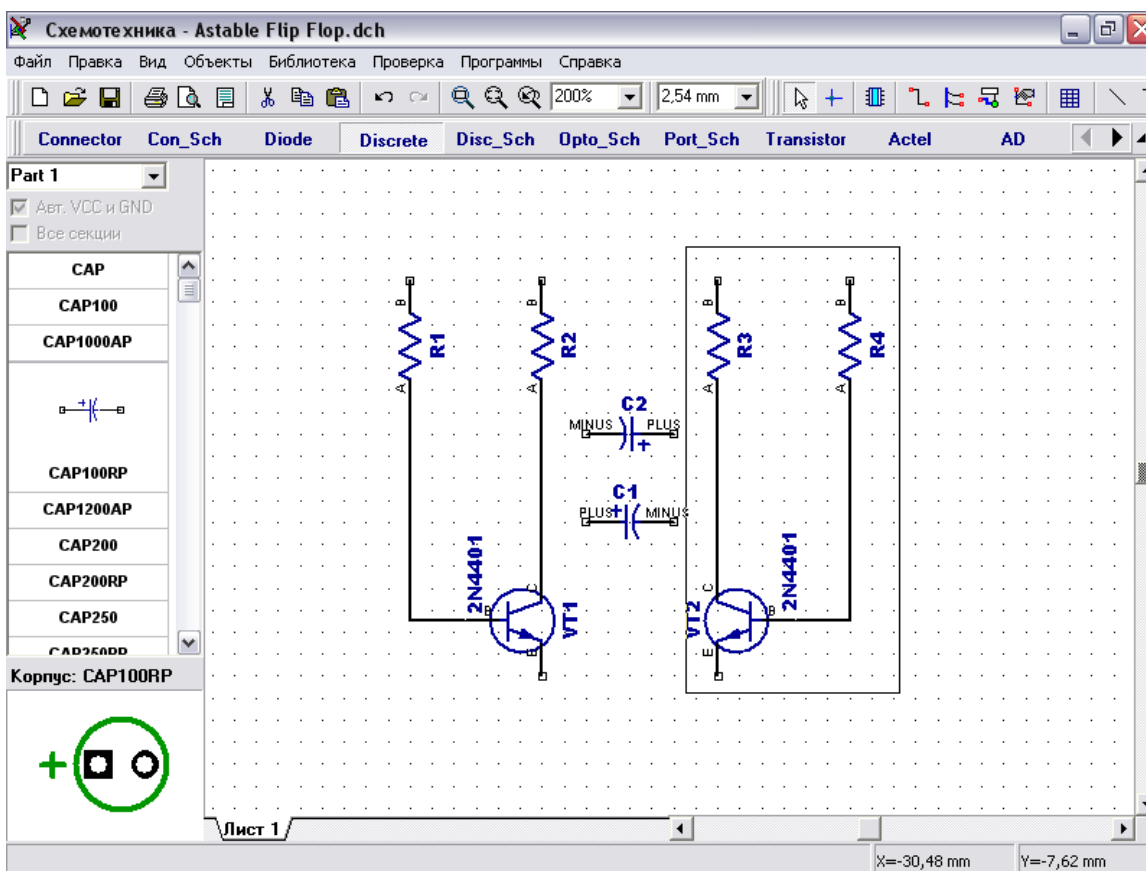 Схемотехника - Astable Flip Flop.dch
Файл Правка Вид Объекты Библиотека Проверка Программы Справка
200% 2,54 mm
Connector Con_Sch Diode Discrete Disc_Sch Opto_Sch Port_Sch Transistor Actel AD
Part 1
Авт. VCC и GND
Все секции
CAP
CAP100
CAP1000AP
CAP100RP
CAP1200AP
CAP200
CAP200RP
CAP250
CAP250RP
Корпус: CAP100RP
B B B B
R1 R2 R3 R4
A A A A
C2
MINUS PLUS
+
C1
PLUS + MINUS
2N4401 C B E VT1
VT2 C B E 2N4401
Лист 1
X=-30,48 mm Y=-7,62 mm